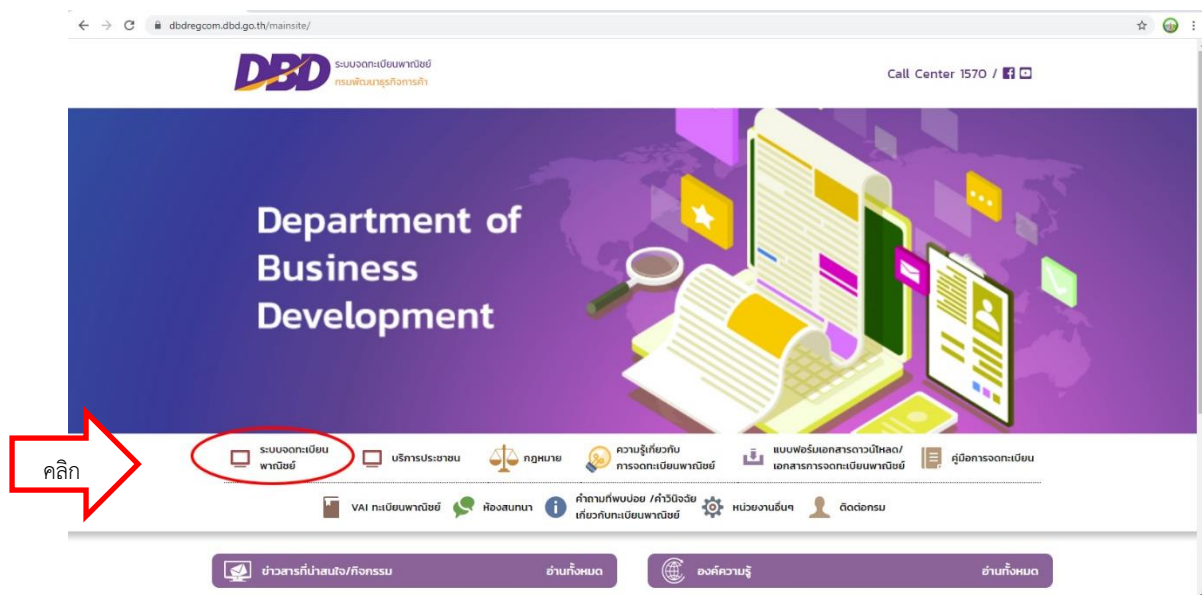 dbdregcom.dbd.go.th/mainsite/
DBD
ระบบจดทะเบียนพาณิชย์
กรมพัฒนาธุรกิจการค้า
Call Center 1570 /
Department of
Business
Development
คลิก
ระบบจดทะเบียน
พาณิชย์
บริการประชาชน
กฎหมาย
ความรู้เกี่ยวกับ
การจดทะเบียนพาณิชย์
แบบฟอร์มเอกสารดาวน์โหลด/
เอกสารการจดทะเบียนพาณิชย์
คู่มือการจดทะเบียน
VAI ทะเบียนพาณิชย์
ห้องสนทนา
คำถามที่พบบ่อย /คำวินิจฉัย
เกี่ยวกับทะเบียนพาณิชย์
หน่วยงานอื่นๆ
ติดต่อกรม
ข่าวสารที่น่าสนใจ/กิจกรรม
อ่านทั้งหมด
องค์ความรู้
อ่านทั้งหมด